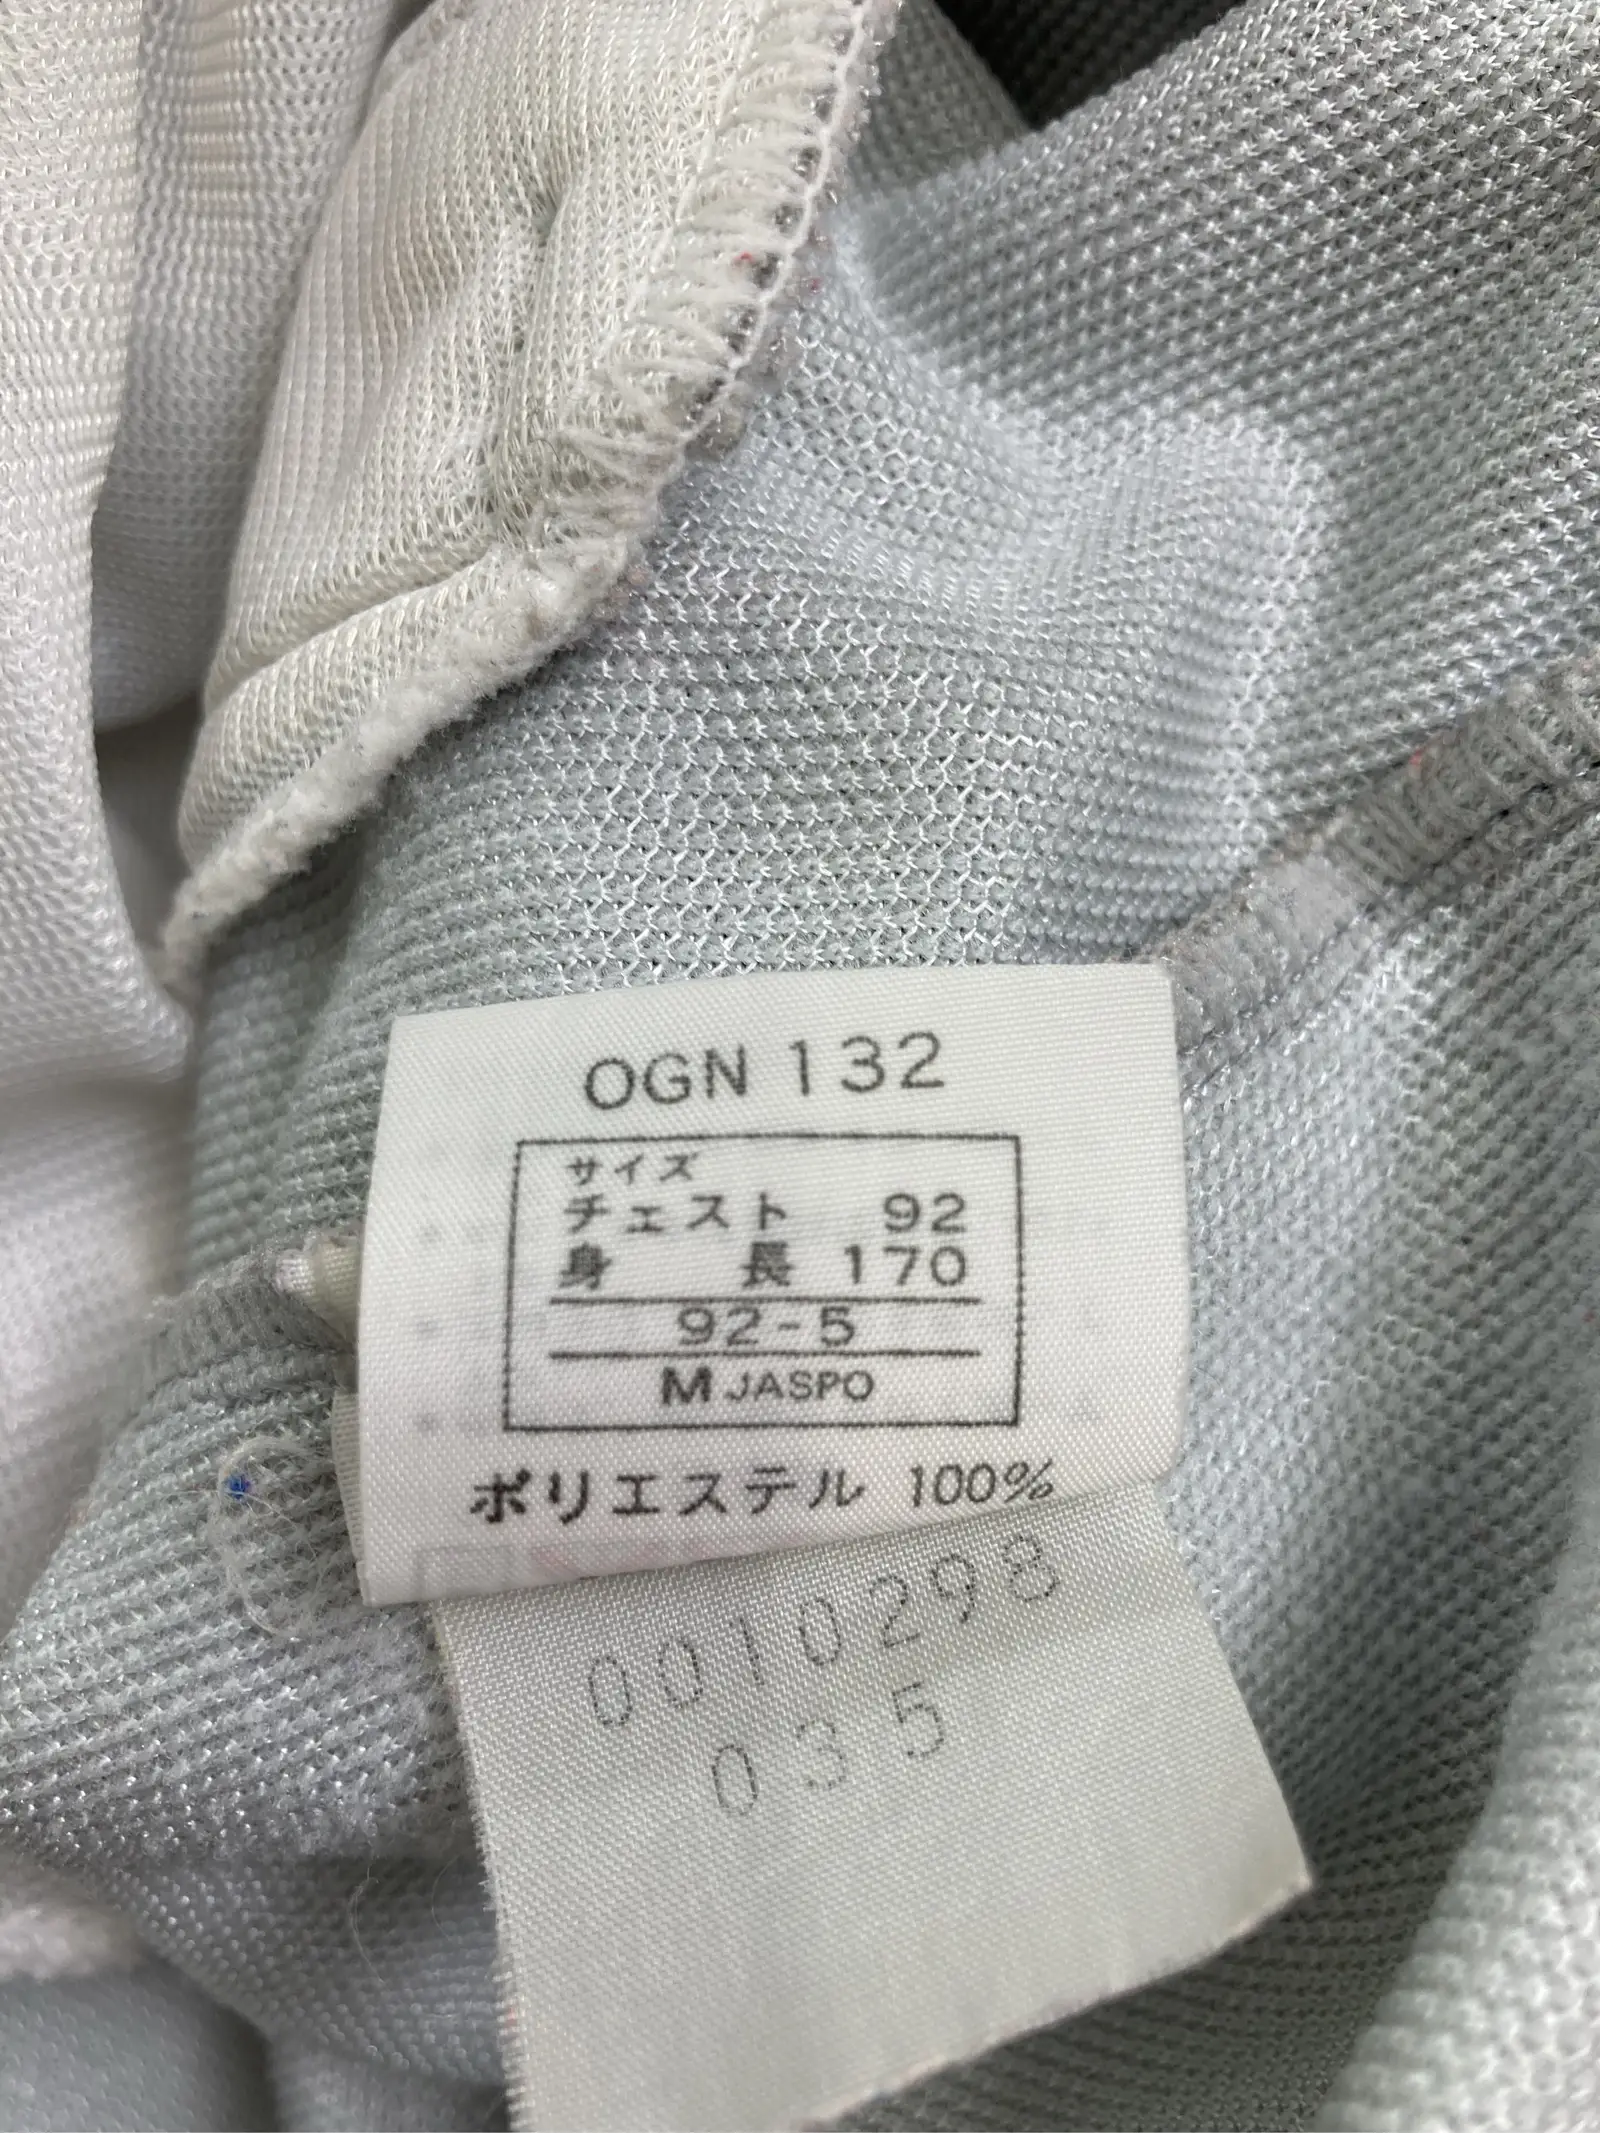 OGN 132
サイズ
チェスト 92
身 長 170
92-5
M JASPO
ポリエステル 100%
0010298
035